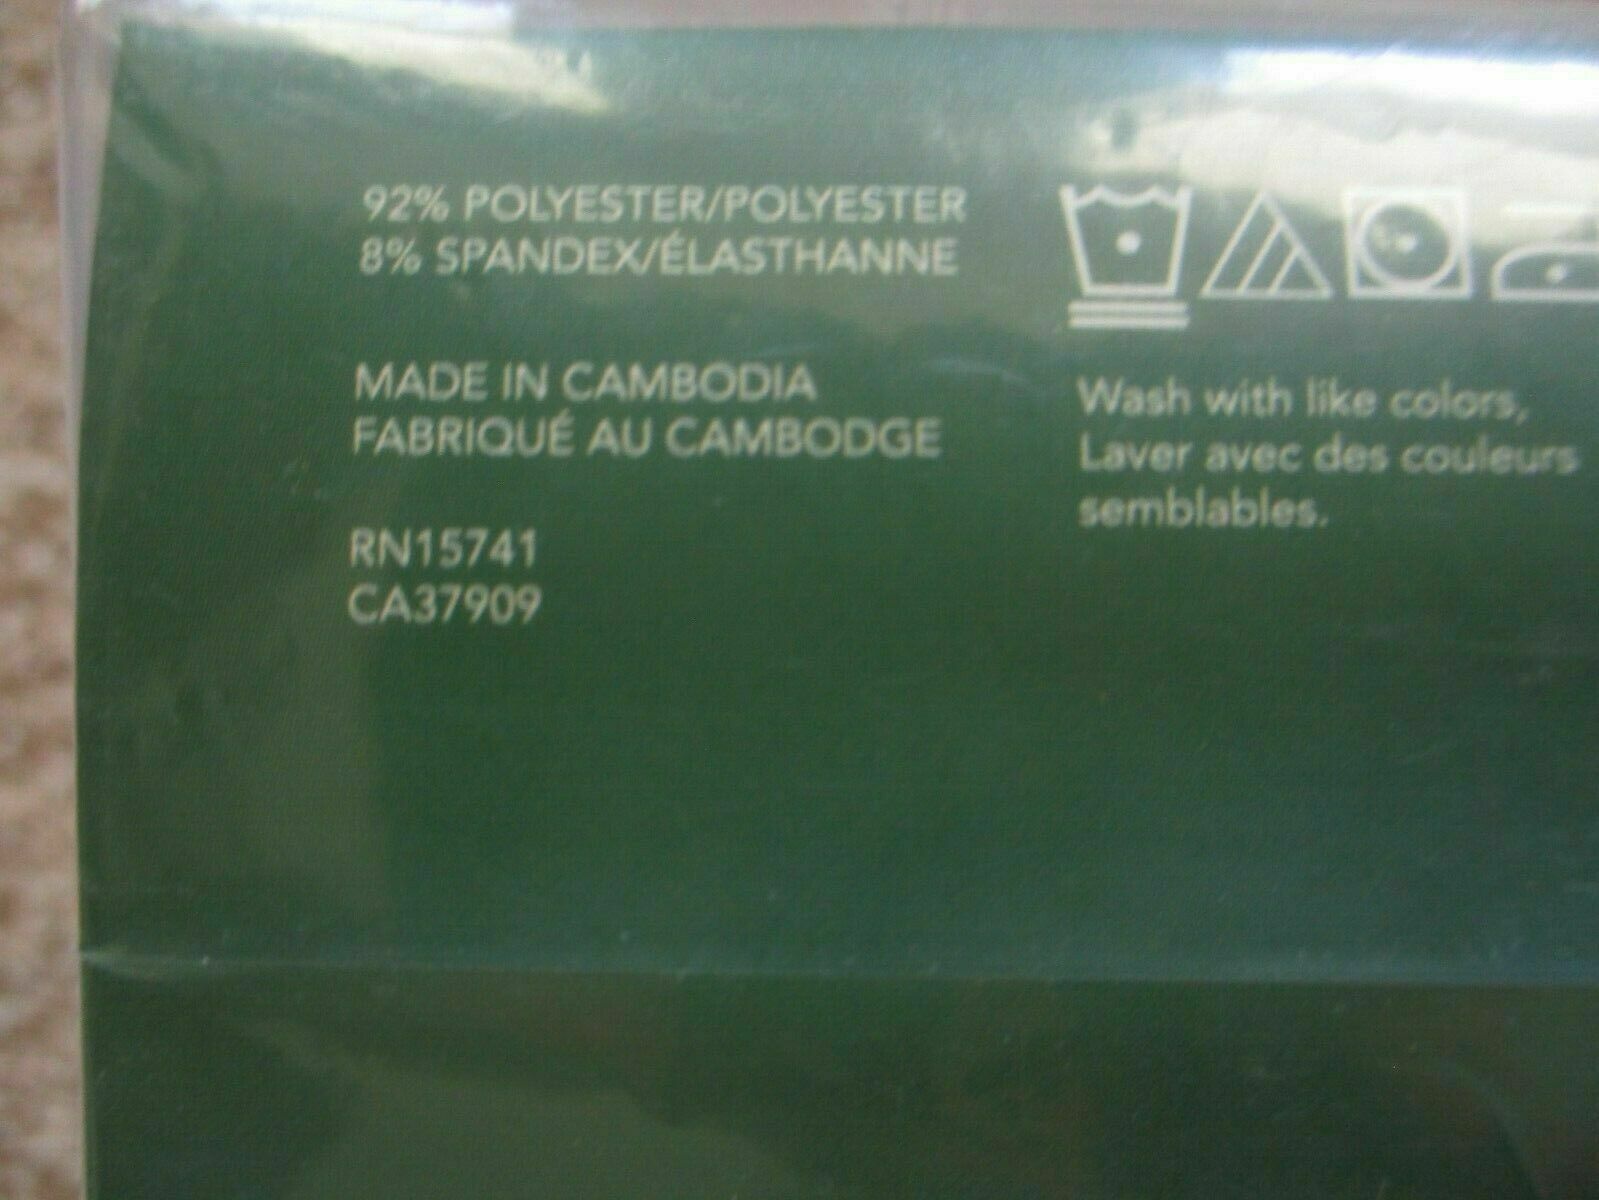 92% POLYESTER/POLYESTER
8% SPANDEX/ÉLASTHANNE
MADE IN CAMBODIA
FABRIQUÉ AU CAMBODGE
RN15741
CA37909
Wash with like colors,
Laver avec des couleurs
semblables.